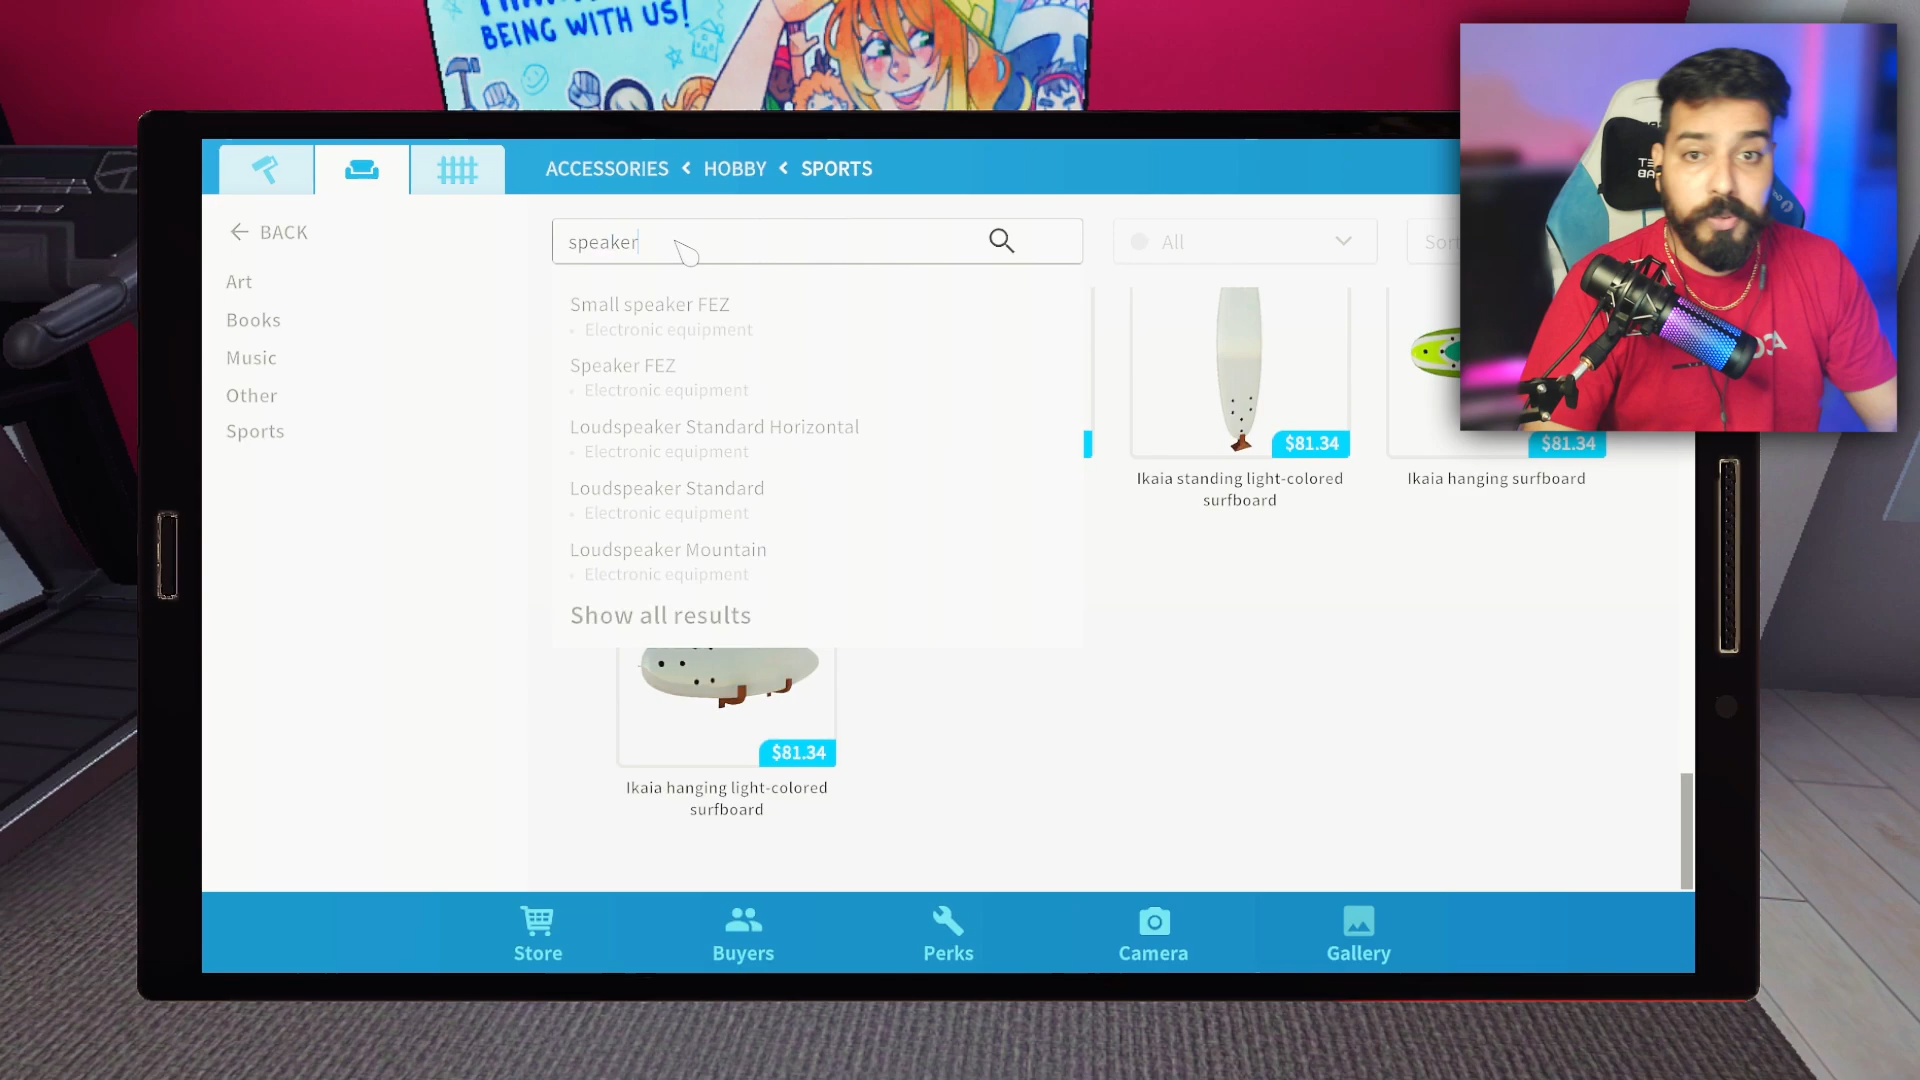 BEING WITH US!
ACCESSORIES < HOBBY < SPORTS
BACK
Art
Books
Music
Other
Sports
speaker
All
Sort
Small speaker FEZ
• Electronic equipment
Speaker FEZ
• Electronic equipment
Loudspeaker Standard Horizontal
• Electronic equipment
Loudspeaker Standard
• Electronic equipment
Loudspeaker Mountain
• Electronic equipment
Show all results
$81.34
Ikaia standing light-colored
surfboard
$81.34
Ikaia hanging surfboard
$81.34
Ikaia hanging light-colored
surfboard
Store
Buyers
Perks
Camera
Gallery